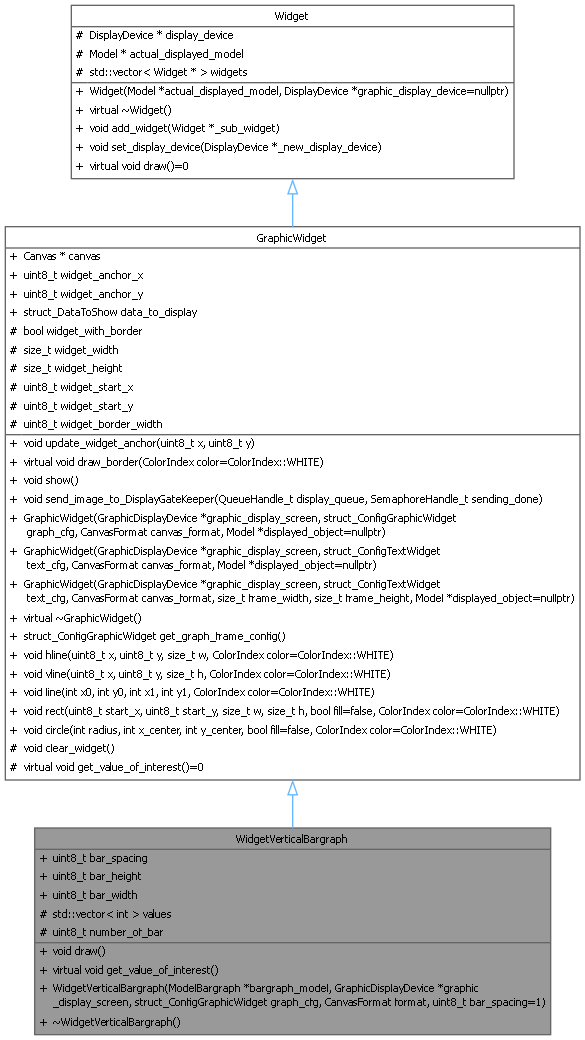 Widget
# DisplayDevice * display_device
# Model * actual_displayed_model
# std::vector< Widget * > widgets
+ Widget(Model *actual_displayed_model, DisplayDevice *graphic_display_device=nullptr)
+ virtual ~Widget()
+ void add_widget(Widget *_sub_widget)
+ void set_display_device(DisplayDevice *_new_display_device)
+ virtual void draw()=0
GraphicWidget
+ Canvas * canvas
+ uint8_t widget_anchor_x
+ uint8_t widget_anchor_y
+ struct_DataToShow data_to_display
# bool widget_with_border
# size_t widget_width
# size_t widget_height
# uint8_t widget_start_x
# uint8_t widget_start_y
# uint8_t widget_border_width
+ void update_widget_anchor(uint8_t x, uint8_t y)
+ virtual void draw_border(ColorIndex color=ColorIndex::WHITE)
+ void show()
+ void send_image_to_DisplayGateKeeper(QueueHandle_t display_queue, SemaphoreHandle_t sending_done)
+ GraphicWidget(GraphicDisplayDevice *graphic_display_screen, struct_ConfigGraphicWidget
graph_cfg, CanvasFormat canvas_format, Model *displayed_object=nullptr)
+ GraphicWidget(GraphicDisplayDevice *graphic_display_screen, struct_ConfigTextWidget
text_cfg, CanvasFormat canvas_format, Model *displayed_object=nullptr)
+ GraphicWidget(GraphicDisplayDevice *graphic_display_screen, struct_ConfigTextWidget
text_cfg, CanvasFormat canvas_format, size_t frame_width, size_t frame_height, Model *displayed_object=nullptr)
+ virtual ~GraphicWidget()
+ struct_ConfigGraphicWidget get_graph_frame_config()
+ void hline(uint8_t x, uint8_t y, size_t w, ColorIndex color=ColorIndex::WHITE)
+ void vline(uint8_t x, uint8_t y, size_t h, ColorIndex color=ColorIndex::WHITE)
+ void line(int x0, int y0, int x1, int y1, ColorIndex color=ColorIndex::WHITE)
+ void rect(uint8_t start_x, uint8_t start_y, size_t w, size_t h, bool fill=false, ColorIndex color=ColorIndex::WHITE)
+ void circle(int radius, int x_center, int y_center, bool fill=false, ColorIndex color=ColorIndex::WHITE)
# void clear_widget()
# virtual void get_value_of_interest()=0
WidgetVerticalBargraph
+ uint8_t bar_spacing
+ uint8_t bar_height
+ uint8_t bar_width
# std::vector< int > values
# uint8_t number_of_bar
+ void draw()
+ virtual void get_value_of_interest()
+ WidgetVerticalBargraph(ModelBargraph *bargraph_model, GraphicDisplayDevice *graphic
_display_screen, struct_ConfigGraphicWidget graph_cfg, CanvasFormat format, uint8_t bar_spacing=1)
+ ~WidgetVerticalBargraph()